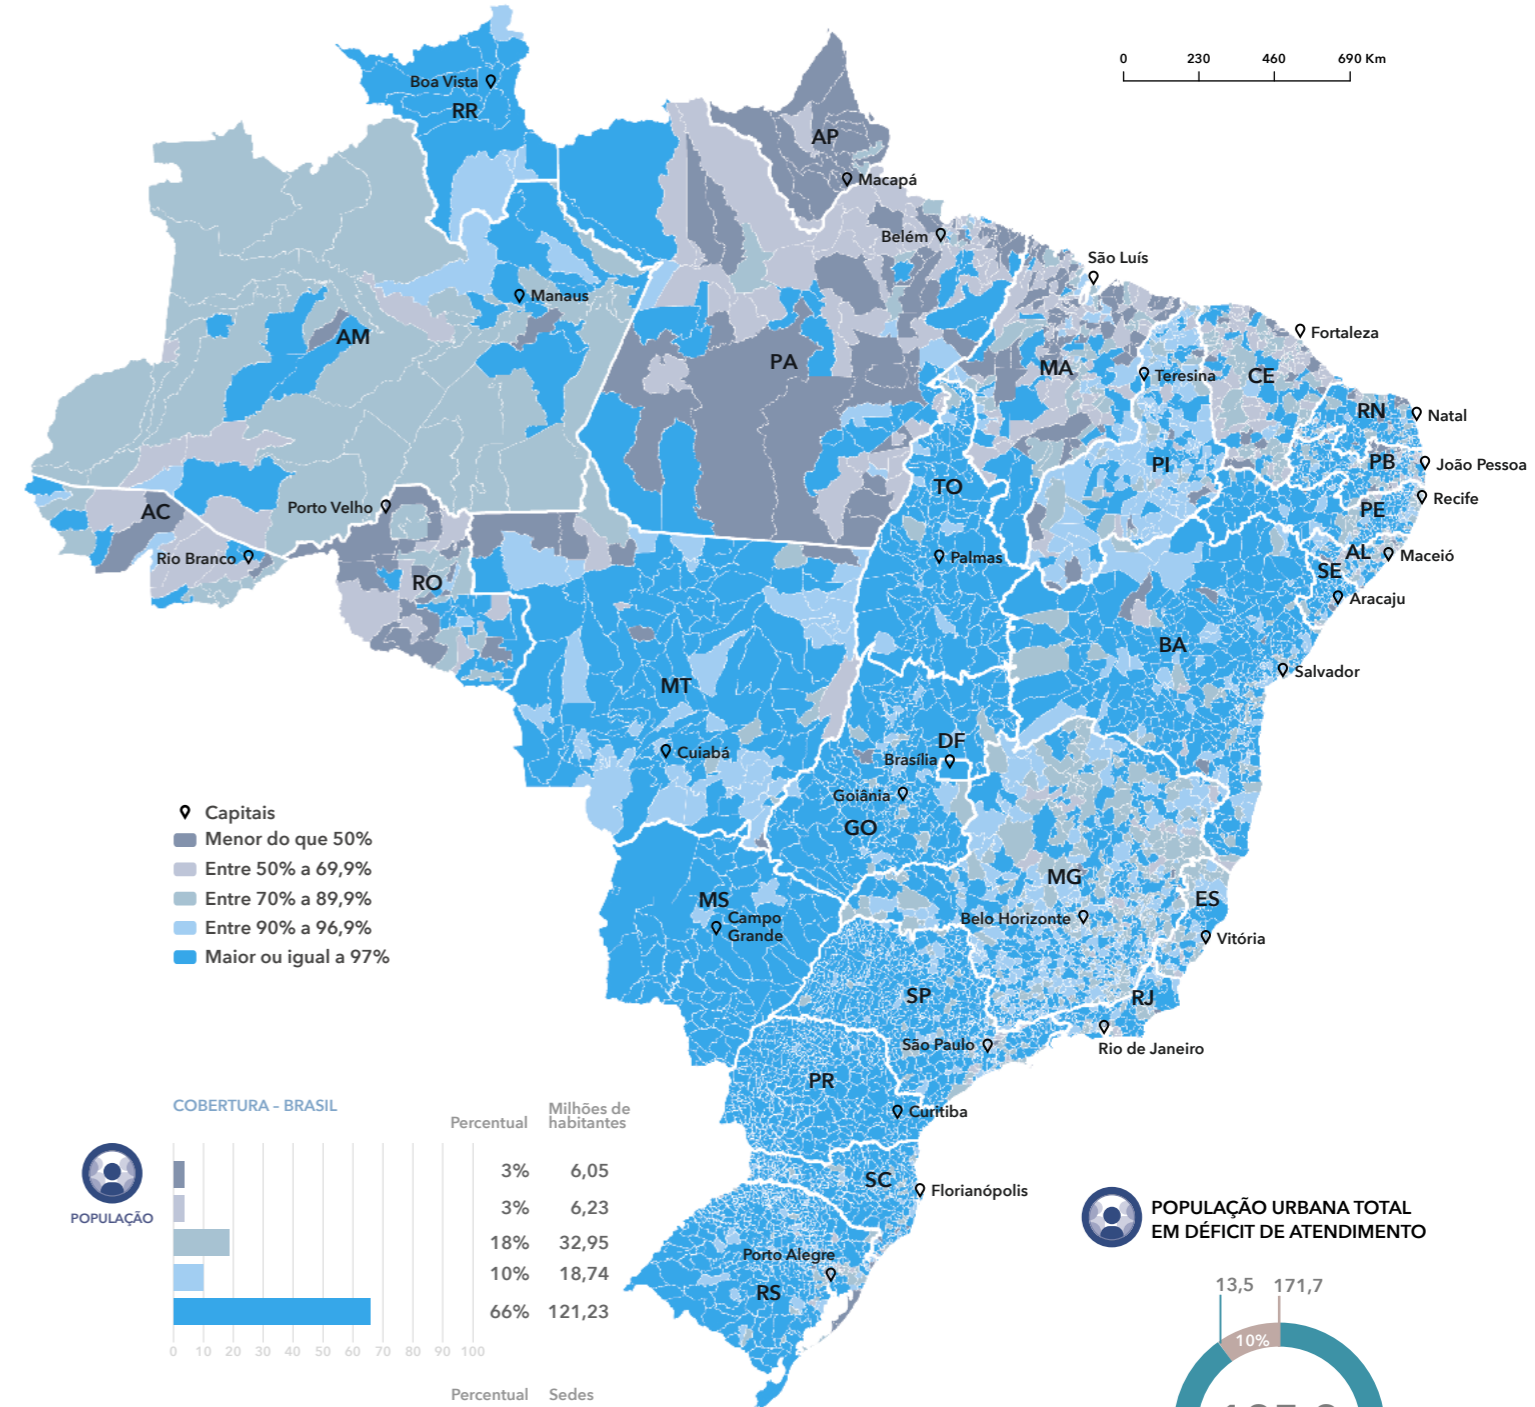 0 230 460 690 Km
Boa Vista
RR
AP
Macapá
Belém
São Luís
Manaus
Fortaleza
AM
PA
MA
Teresina
CE
RN
Natal
PB
João Pessoa
PI
TO
Recife
PE
Porto Velho
AC
Rio Branco
Palmas
AL
Maceió
SE
Aracaju
RO
BA
Salvador
MT
Cuiabá
DF
Brasília
Goiânia
GO
Capitais
Menor do que 50%
Entre 50% a 69,9%
Entre 70% a 89,9%
Entre 90% a 96,9%
Maior ou igual a 97%
MG
MS
Campo
Grande
Belo Horizonte
ES
Vitória
SP
RJ
São Paulo
Rio de Janeiro
PR
Curitiba
SC
Florianópolis
Porto Alegre
RS
COBERTURA – BRASIL
Percentual
Milhões de
habitantes
POPULAÇÃO
3% 6,05
3% 6,23
18% 32,95
10% 18,74
66% 121,23
0 10 20 30 40 50 60 70 80 90 100
Percentual Sedes
POPULAÇÃO URBANA TOTAL
EM DÉFICIT DE ATENDIMENTO
13,5 171,7
10%